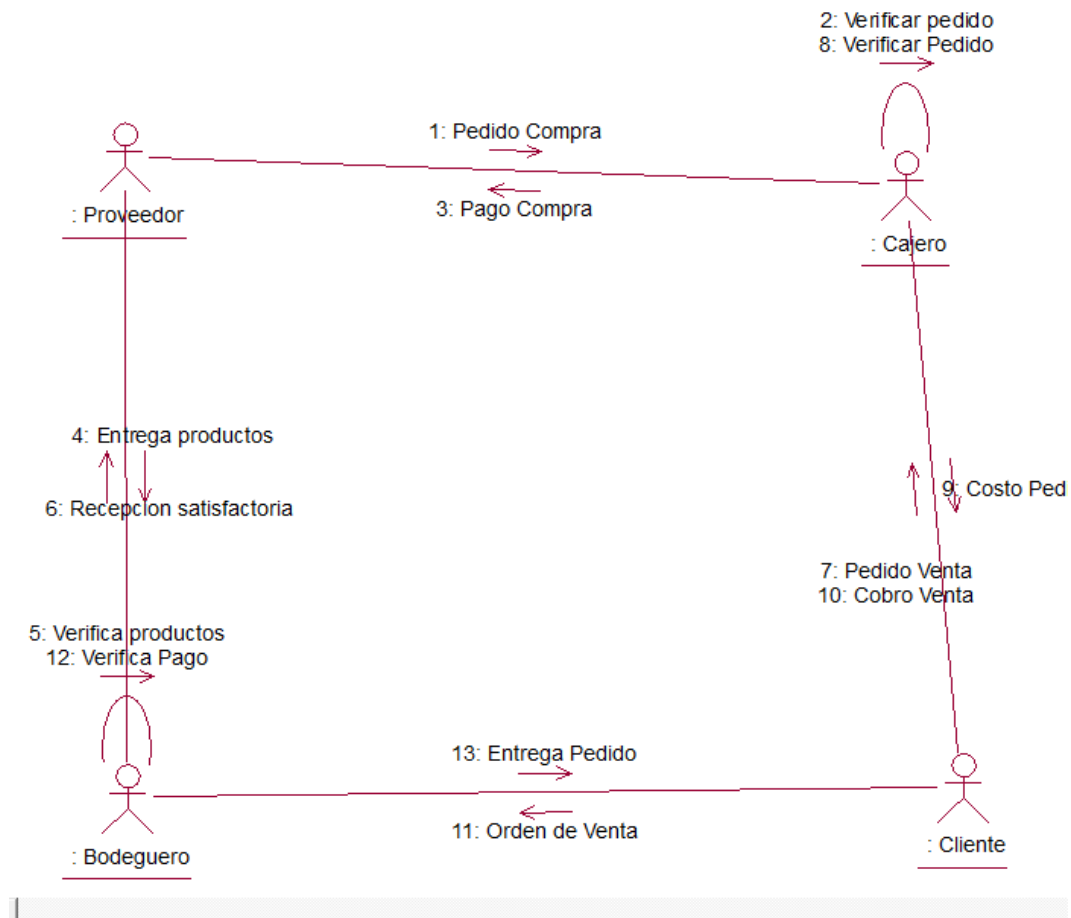 2: Verificar pedido
8: Verificar Pedido
1: Pedido Compra
3: Pago Compra
: Proveedor
: Cajero
4: Entrega productos
6: Recepcion satisfactoria
9: Costo Ped
7: Pedido Venta
10: Cobro Venta
5: Verifica productos
12: Verifica Pago
13: Entrega Pedido
11: Orden de Venta
: Bodeguero
: Cliente